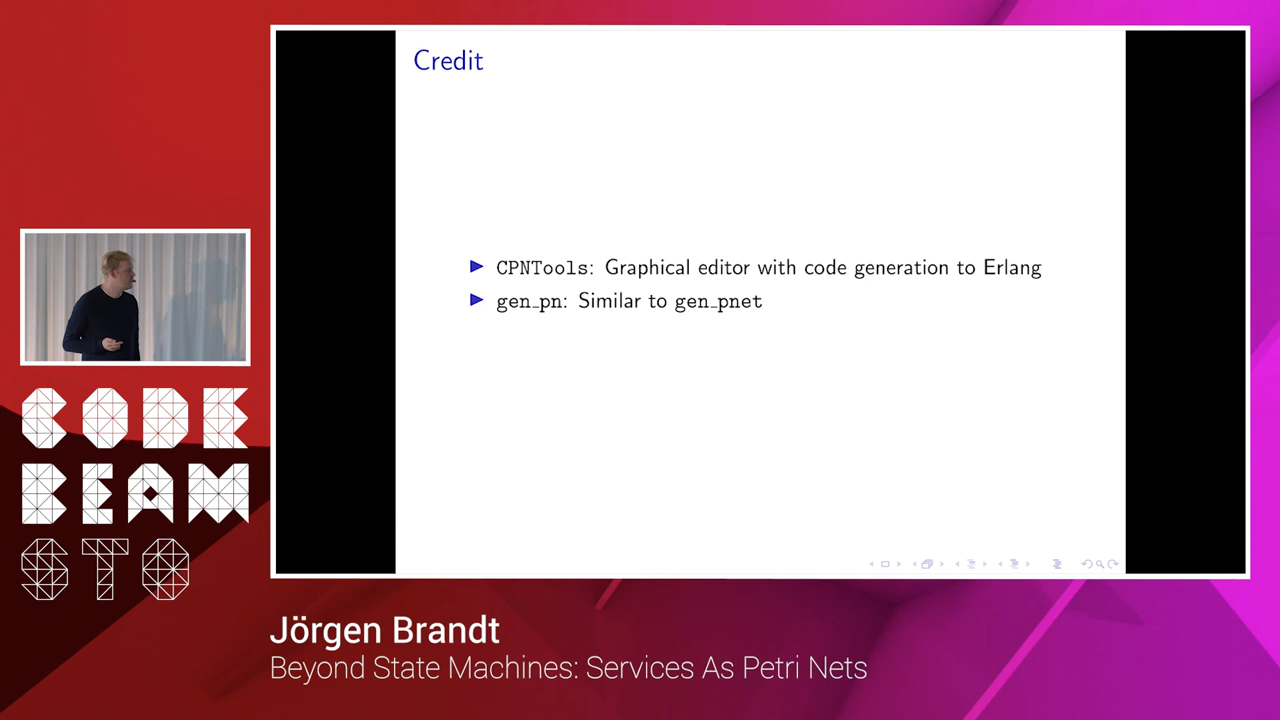 Credit
CPNTools: Graphical editor with code generation to Erlang
gen_pn: Similar to gen_pnet
CODE
BEAM
STO
Jörgen Brandt
Beyond State Machines: Services As Petri Nets